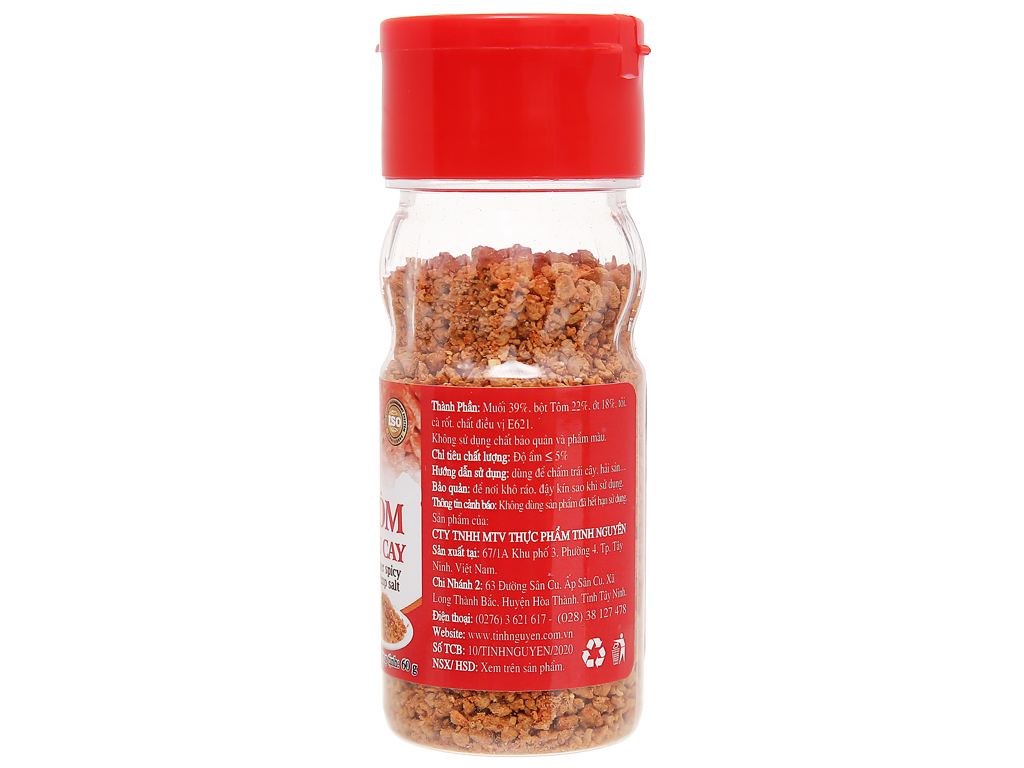 ISO
ÔM
CAY
spicy
salt
60 g
Thành Phần: Muối 39%, bột Tôm 22%, ớt 18%, tỏi,
cà rốt, chất điều vị E621.
Không sử dụng chất bảo quản và phẩm màu.
Chỉ tiêu chất lượng: Độ ẩm ≤ 5%
Hướng dẫn sử dụng: dùng để chấm trái cây, hải sản...
Bảo quản: để nơi khô ráo, đậy kín sau khi sử dụng.
Thông tin cảnh báo: Không dùng sản phẩm đã hết hạn sử dụng.
Sản phẩm của:
CTY TNHH MTV THỰC PHẨM TINH NGUYÊN
Sản xuất tại: 67/1A Khu phố 3, Phường 4, Tp. Tây
Ninh, Việt Nam.
Chi Nhánh 2: 63 Đường Sân Cu, Ấp Sân Cu, Xã
Long Thành Bắc, Huyện Hòa Thành, Tỉnh Tây Ninh.
Điện thoại: (0276) 3 621 617 - (028) 38 127 478
Website: www.tinhnguyen.com.vn
Số TCB: 10/TINHNGUYEN/2020
NSX/ HSD: Xem trên sản phẩm.